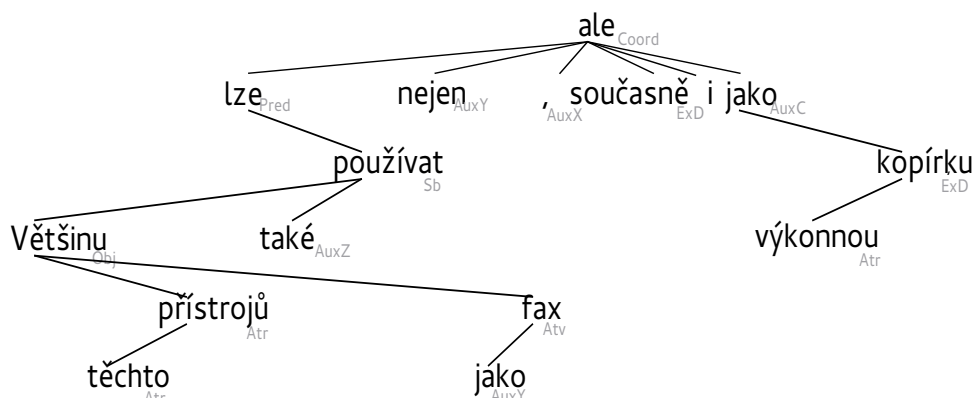 ale Coord
lze Pred nejen AuxY , AuxX současně ExD i jako AuxC
používat Sb kopírku ExD
Většinu Obj také AuxZ výkonnou Atr
přístrojů Atr fax Atv
těchto Atr jako AuxY